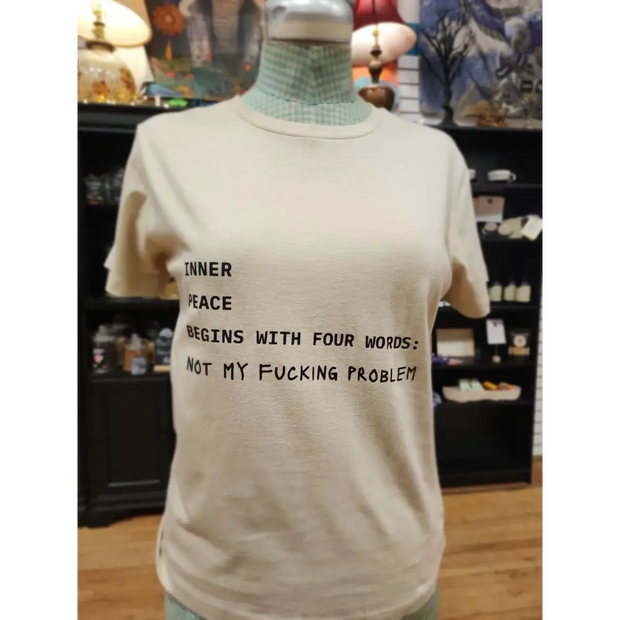 INNER
PEACE
BEGINS WITH FOUR WORDS:
NOT MY FUCKING PROBLEM